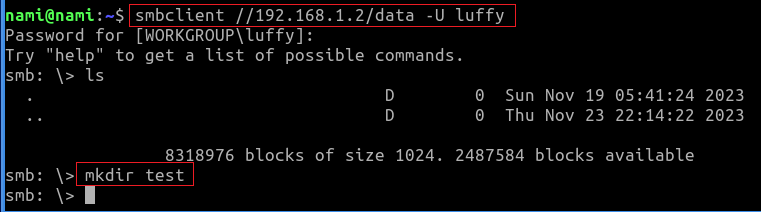 nami@nami:~$ smbclient //192.168.1.2/data -U luffy
Password for [WORKGROUP\luffy]:
Try "help" to get a list of possible commands.
smb: \> ls
  .                                   D        0  Sun Nov 19 05:41:24 2023
  ..                                  D        0  Thu Nov 23 22:14:22 2023

                8318976 blocks of size 1024. 2487584 blocks available
smb: \> mkdir test
smb: \>